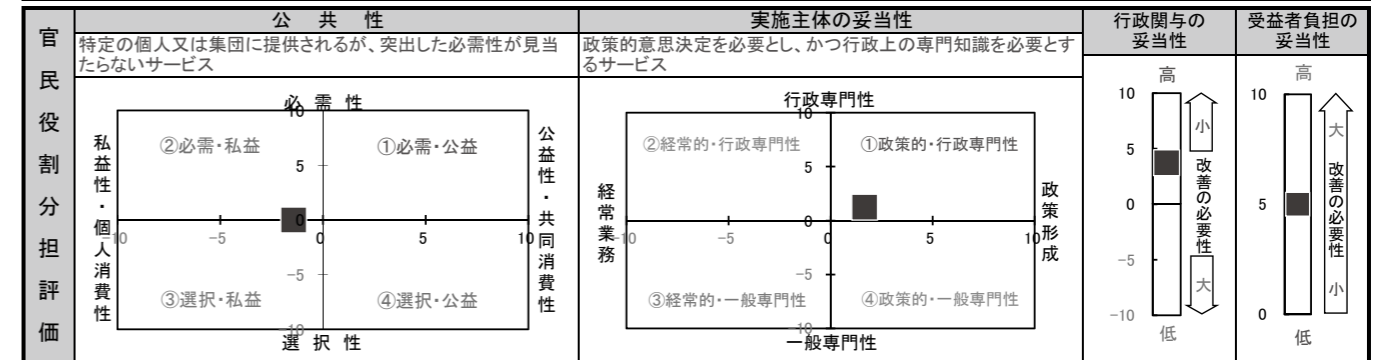 官民役割分担評価
公共性
特定の個人又は集団に提供されるが、突出した必需性が見当
たらないサービス
必需性
10
②必需・私益
①必需・公益
5
私益性・個人消費性
公益性・共同消費性
0
-10
-5
0
5
10
-5
③選択・私益
④選択・公益
-10
選択性
実施主体の妥当性
政策的意思決定を必要とし、かつ行政上の専門知識を必要とす
るサービス
行政専門性
10
②経常的・行政専門性
①政策的・行政専門性
5
経常業務
政策形成
0
-10
-5
0
5
10
-5
③経常的・一般専門性
④政策的・一般専門性
-10
一般専門性
行政関与の
妥当性
高
10
5
0
-5
-10
低
小
改善の必要性
大
受益者負担の
妥当性
高
10
5
0
低
大
改善の必要性
小